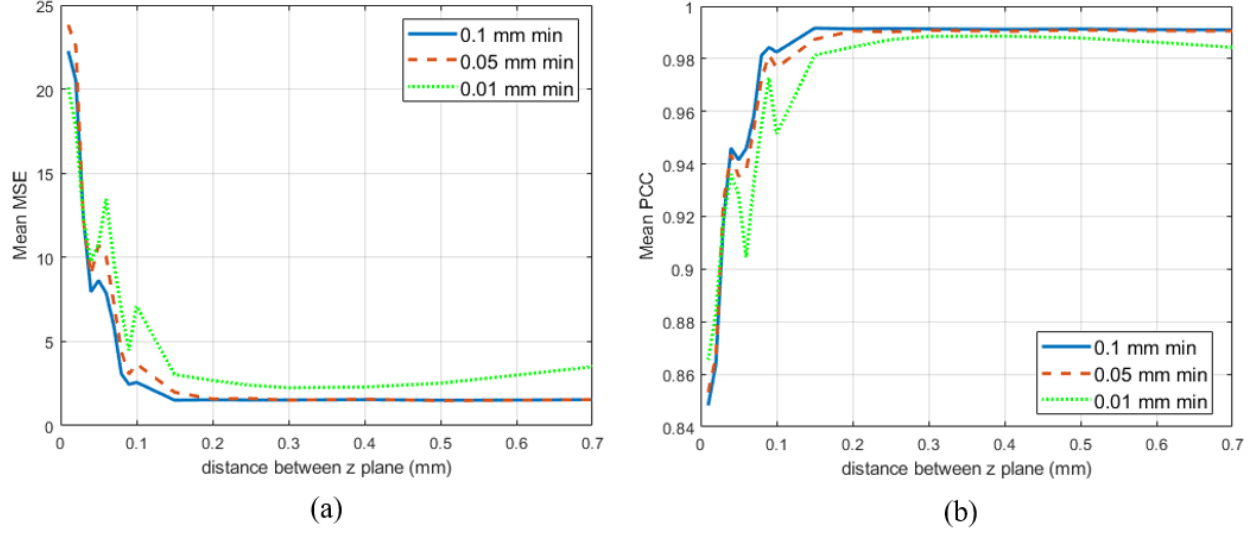 25
20
15
10
5
0
Mean MSE
0.1 mm min
0.05 mm min
0.01 mm min
0 0.1 0.2 0.3 0.4 0.5 0.6 0.7
distance between z plane (mm)
(a)
1
0.98
0.96
0.94
0.92
0.9
0.88
0.86
0.84
Mean PCC
0.1 mm min
0.05 mm min
0.01 mm min
0 0.1 0.2 0.3 0.4 0.5 0.6 0.7
distance between z plane (mm)
(b)